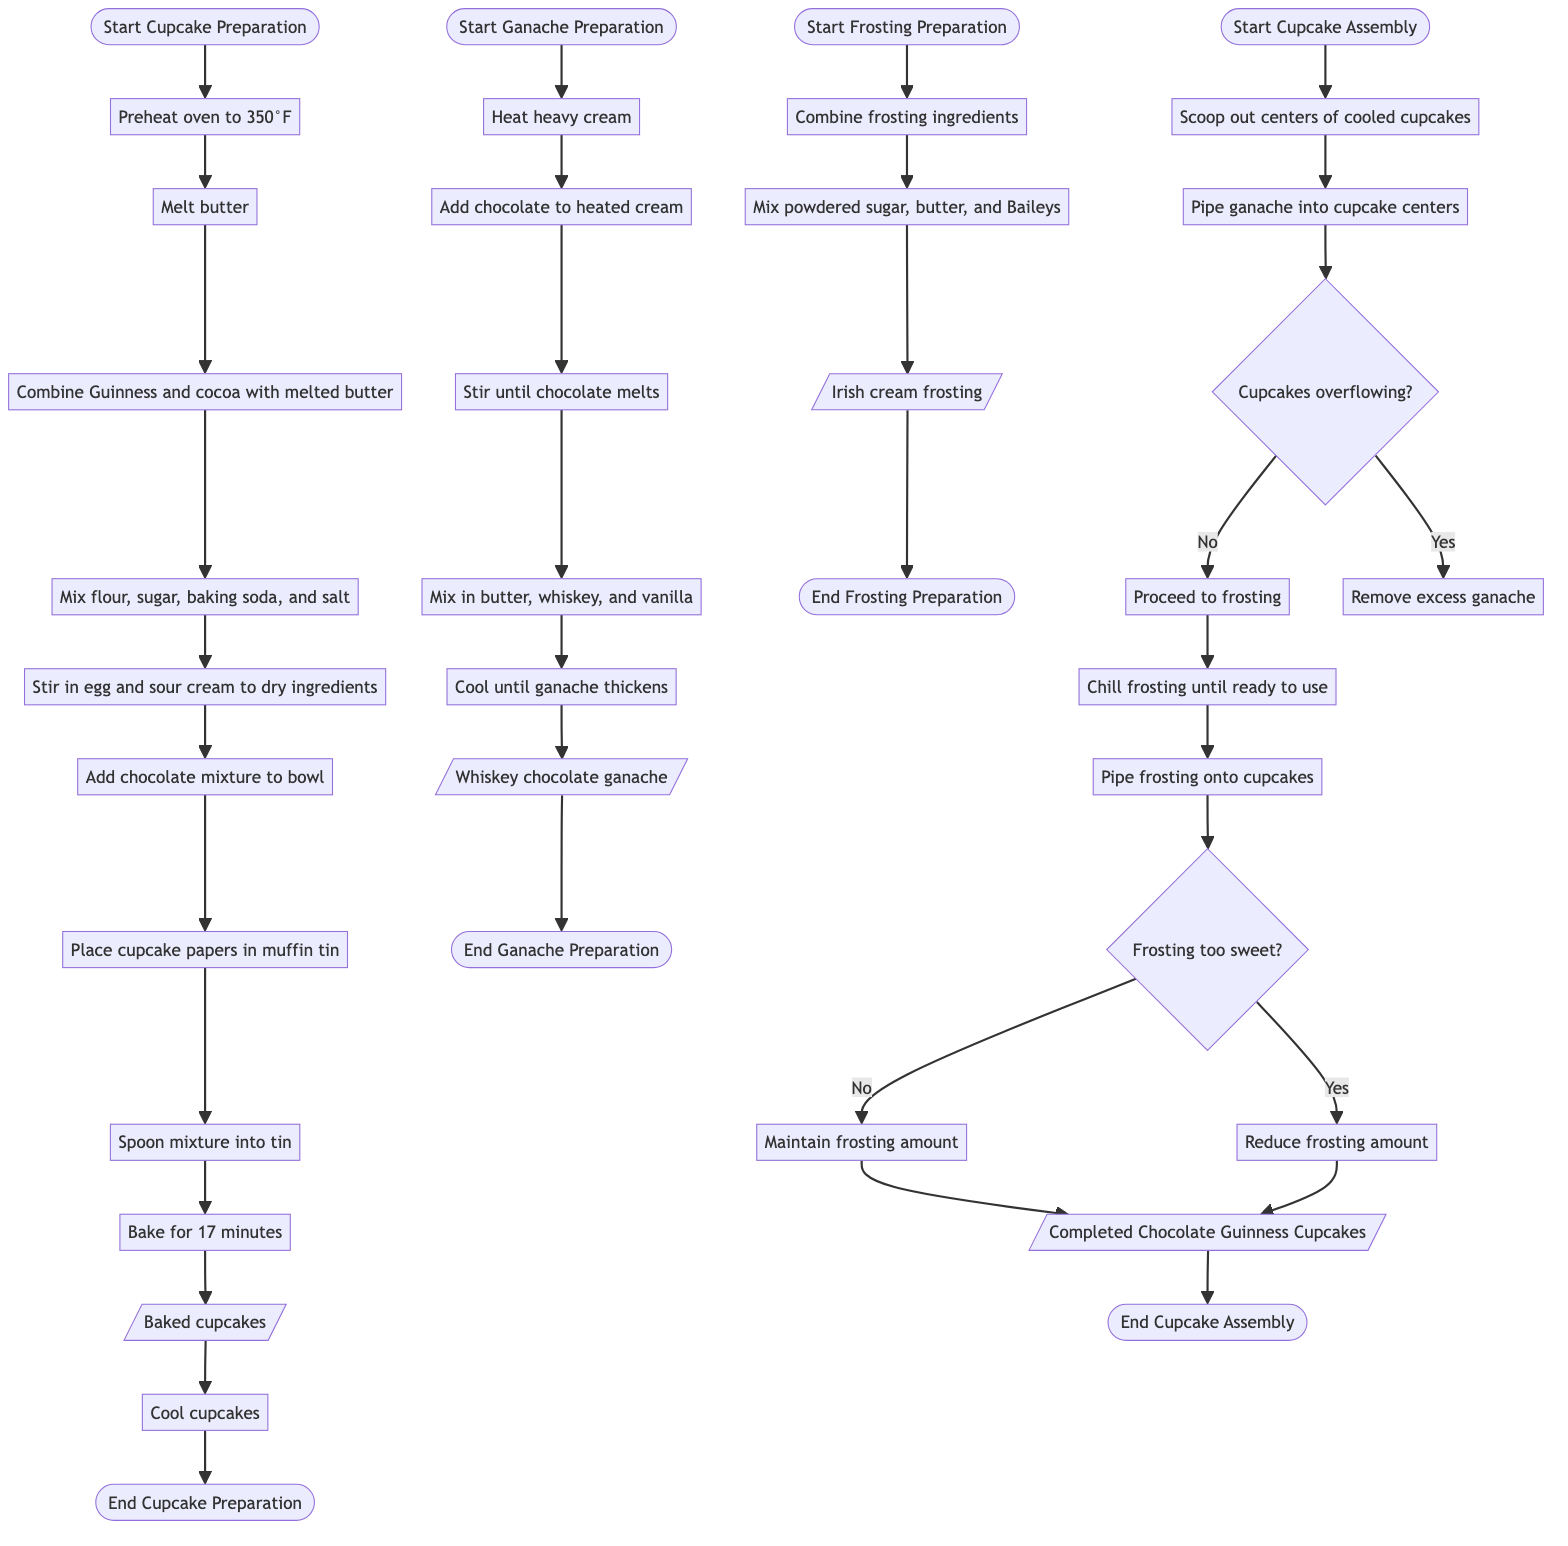 Start Cupcake Preparation
Preheat oven to 350°F
Melt butter
Combine Guinness and cocoa with melted butter
Mix flour, sugar, baking soda, and salt
Stir in egg and sour cream to dry ingredients
Add chocolate mixture to bowl
Place cupcake papers in muffin tin
Spoon mixture into tin
Bake for 17 minutes
Baked cupcakes
Cool cupcakes
End Cupcake Preparation
Start Ganache Preparation
Heat heavy cream
Add chocolate to heated cream
Stir until chocolate melts
Mix in butter, whiskey, and vanilla
Cool until ganache thickens
Whiskey chocolate ganache
End Ganache Preparation
Start Frosting Preparation
Combine frosting ingredients
Mix powdered sugar, butter, and Baileys
Irish cream frosting
End Frosting Preparation
Start Cupcake Assembly
Scoop out centers of cooled cupcakes
Pipe ganache into cupcake centers
Cupcakes overflowing?
No
Yes
Proceed to frosting
Remove excess ganache
Chill frosting until ready to use
Pipe frosting onto cupcakes
Frosting too sweet?
No
Yes
Maintain frosting amount
Reduce frosting amount
Completed Chocolate Guinness Cupcakes
End Cupcake Assembly